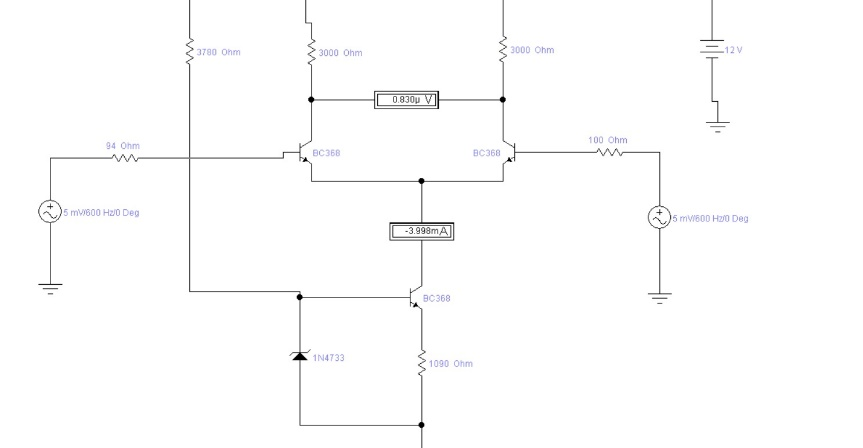 3780 Ohm
3000 Ohm
3000 Ohm
12 V
0.830µ V
94 Ohm
BC368
BC368
100 Ohm
5 mV/600 Hz/0 Deg
5 mV/600 Hz/0 Deg
-3.998mA
BC368
1N4733
1090 Ohm